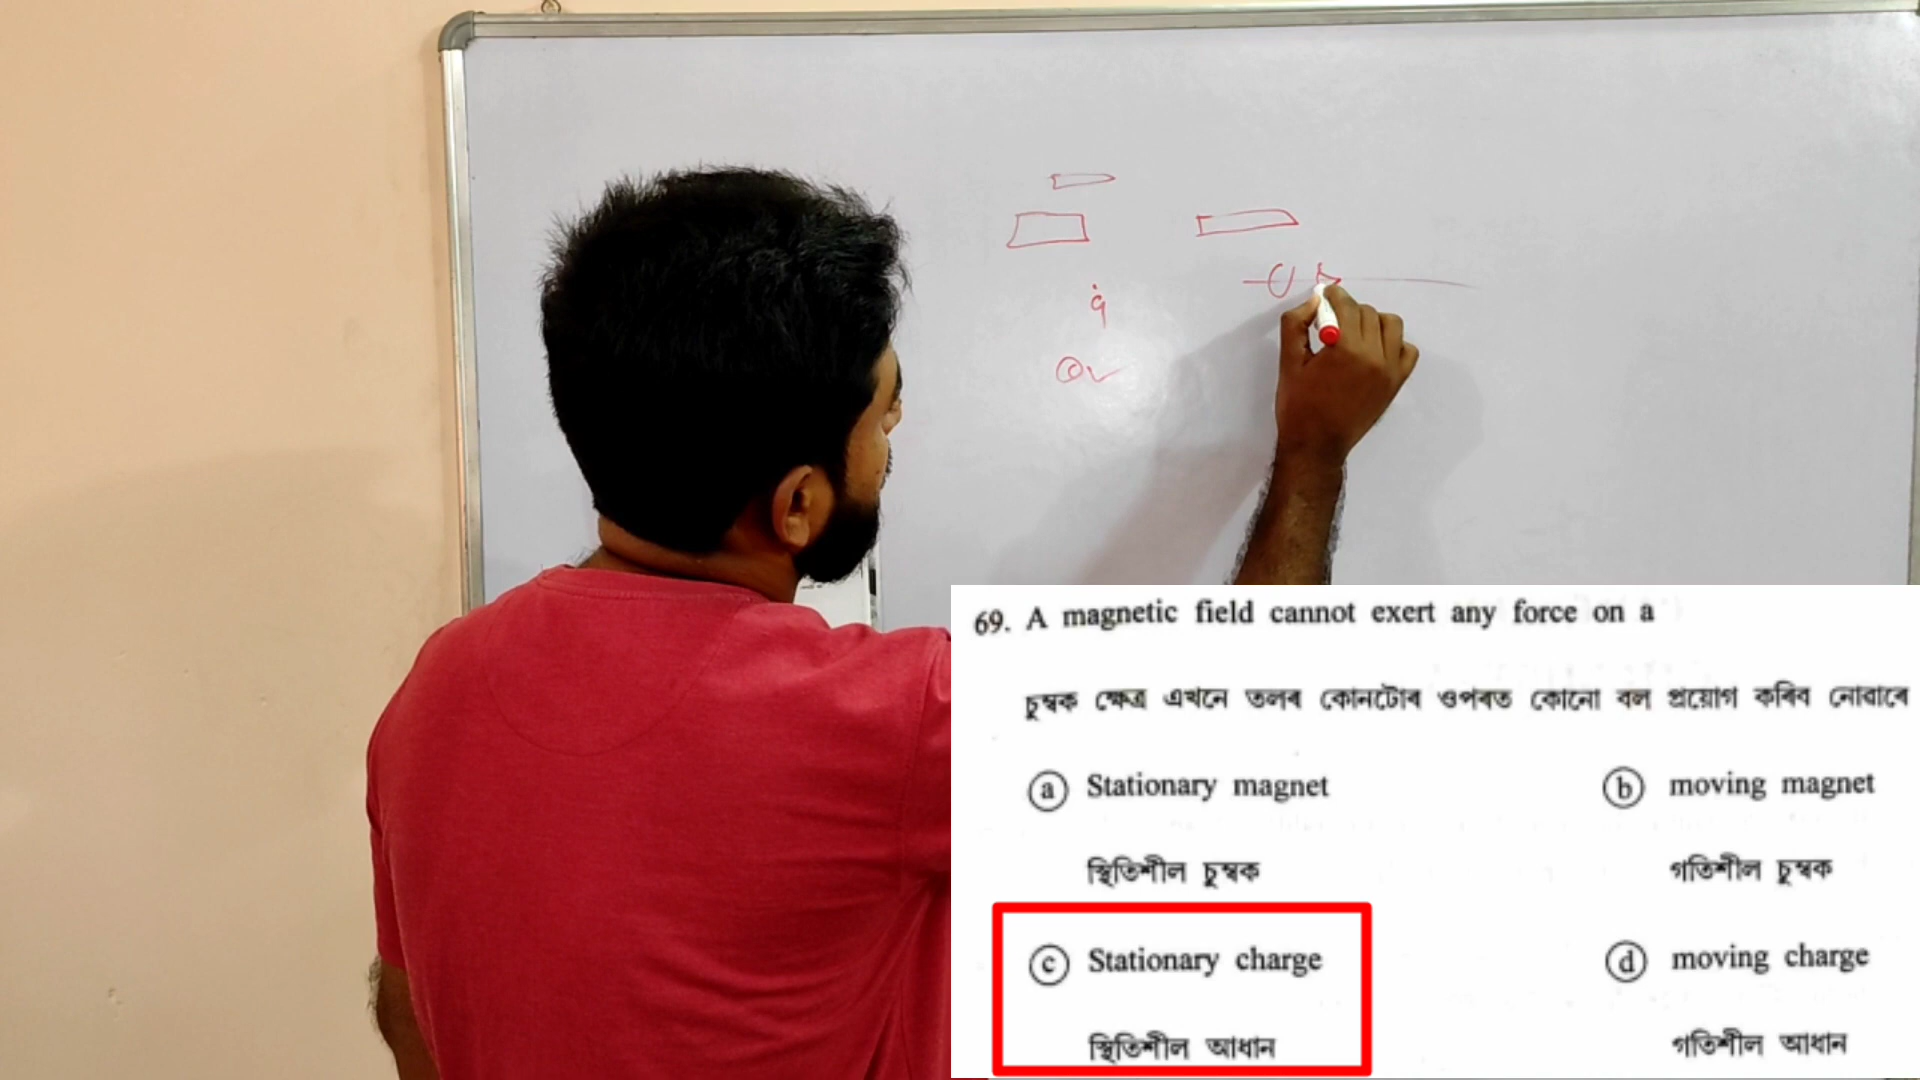 q
69. A magnetic field cannot exert any force on a
চুম্বক ক্ষেত্ৰ এখনে তলৰ কোনটোৰ ওপৰত কোনো বল প্ৰয়োগ কৰিব নোৱাৰে
ⓐ Stationary magnet ⓑ moving magnet
স্থিতিশীল চুম্বক গতিশীল চুম্বক
ⓒ Stationary charge ⓓ moving charge
স্থিতিশীল আধান গতিশীল আধান